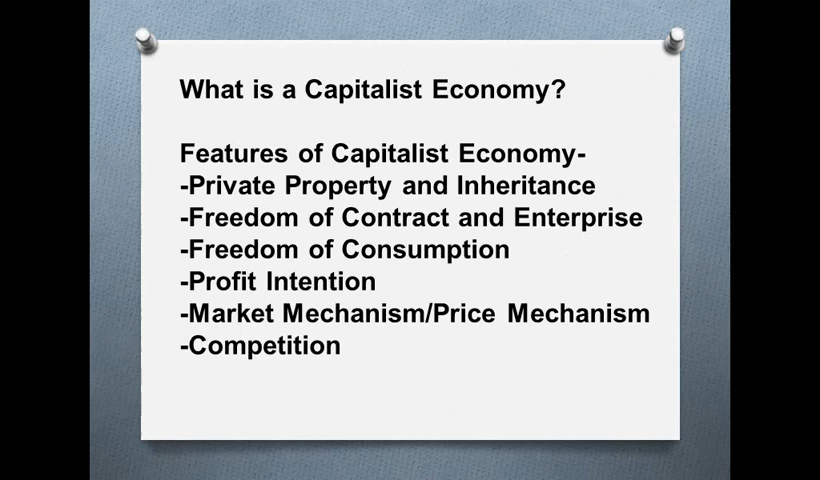 What is a Capitalist Economy?
Features of Capitalist Economy-
-Private Property and Inheritance
-Freedom of Contract and Enterprise
-Freedom of Consumption
-Profit Intention
-Market Mechanism/Price Mechanism
-Competition